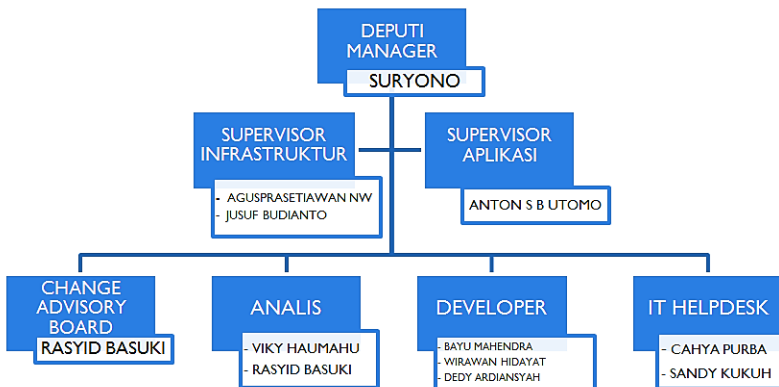 DEPUTI
MANAGER
SURYONO
SUPERVISOR
INFRASTRUKTUR
- AGUSPRASETIAWAN NW
- JUSUF BUDIANTO
SUPERVISOR
APLIKASI
ANTON S B UTOMO
CHANGE
ADVISORY
BOARD
RASYID BASUKI
ANALIS
- VIKY HAUMAHU
- RASYID BASUKI
DEVELOPER
- BAYU MAHENDRA
- WIRAWAN HIDAYAT
- DEDY ARDIANSYAH
IT HELPDESK
- CAHYA PURBA
- SANDY KUKUH